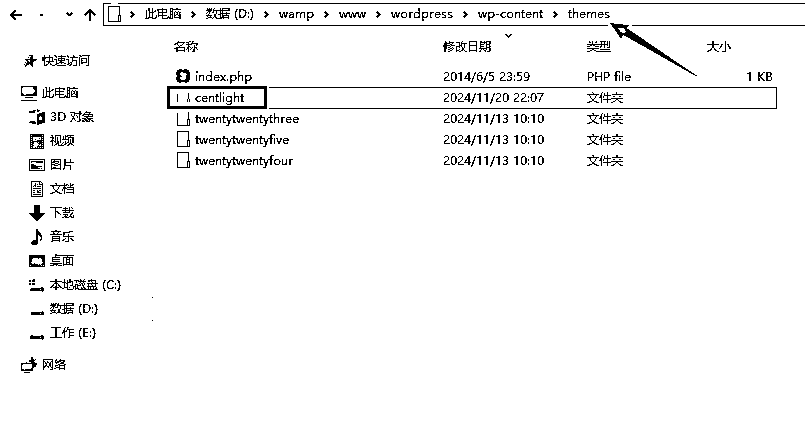 此电脑 > 数据 (D:) > wamp > www > wordpress > wp-content > themes
名称 修改日期 类型 大小
快速访问
此电脑
3D 对象
视频
图片
文档
下载
音乐
桌面
本地磁盘 (C:)
数据 (D:)
工作 (E:)
网络
index.php 2014/6/5 23:59 PHP file 1 KB
centlight 2024/11/20 22:07 文件夹
twentytwentythree 2024/11/13 10:10 文件夹
twentytwentyfive 2024/11/13 10:10 文件夹
twentytwentyfour 2024/11/13 10:10 文件夹